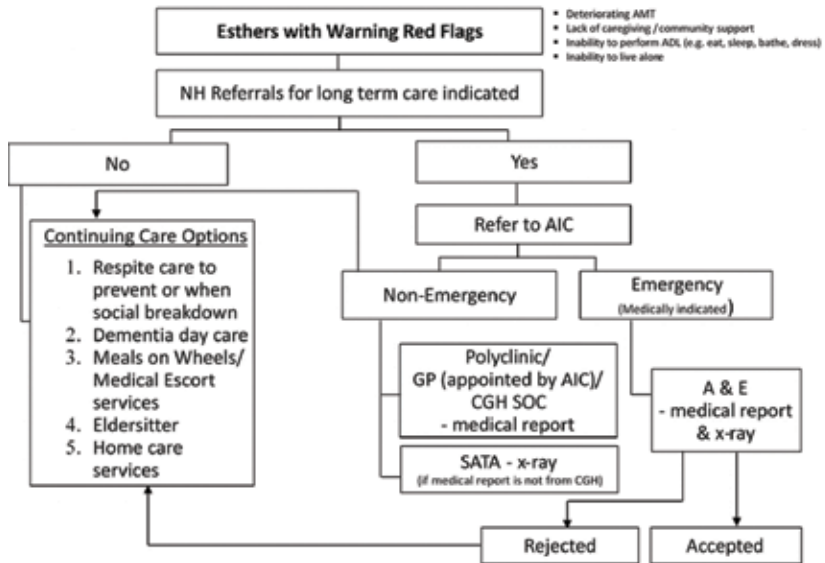 Esthers with Warning Red Flags
▪ Deteriorating AMT
▪ Lack of caregiving/community support
▪ Inability to perform ADL (e.g. eat, sleep, bathe, dress)
▪ Inability to live alone
NH Referrals for long term care indicated
No
Yes
Refer to AIC
Continuing Care Options
1. Respite care to
prevent or when
social breakdown
2. Dementia day care
3. Meals on Wheels/
Medical Escort
services
4. Eldersitter
5. Home care
services
Non-Emergency
Emergency
(Medically indicated)
Polyclinic/
GP (appointed by AIC)/
CGH SOC
- medical report
SATA - x-ray
(if medical report is not from CGH)
A & E
- medical report
& x-ray
Rejected
Accepted